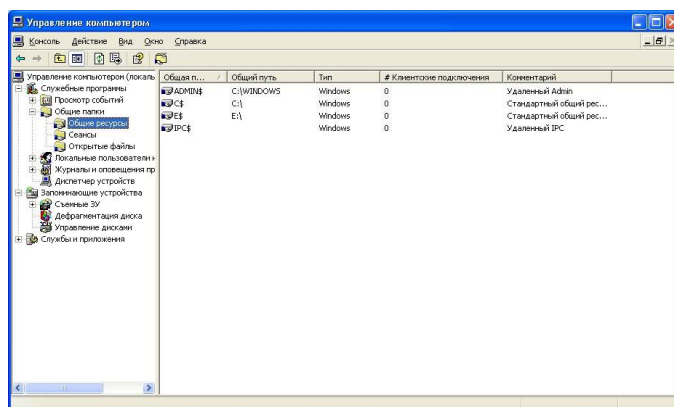 Управление компьютером
Консоль Действие Вид Окно Справка
Управление компьютером (локаль
Служебные программы
Просмотр событий
Общие папки
Общие ресурсы
Сеансы
Открытые файлы
Локальные пользователи и
Журналы и оповещения пр
Диспетчер устройств
Запоминающие устройства
Съемные ЗУ
Дефрагментация диска
Управление дисками
Службы и приложения
Общая п... Общий путь Тип # Клиентские подключения Комментарий
ADMIN$ C:\WINDOWS Windows 0 Удаленный Admin
C$ C:\ Windows 0 Стандартный общий рес...
E$ E:\ Windows 0 Стандартный общий рес...
IPC$ Windows 0 Удаленный IPC